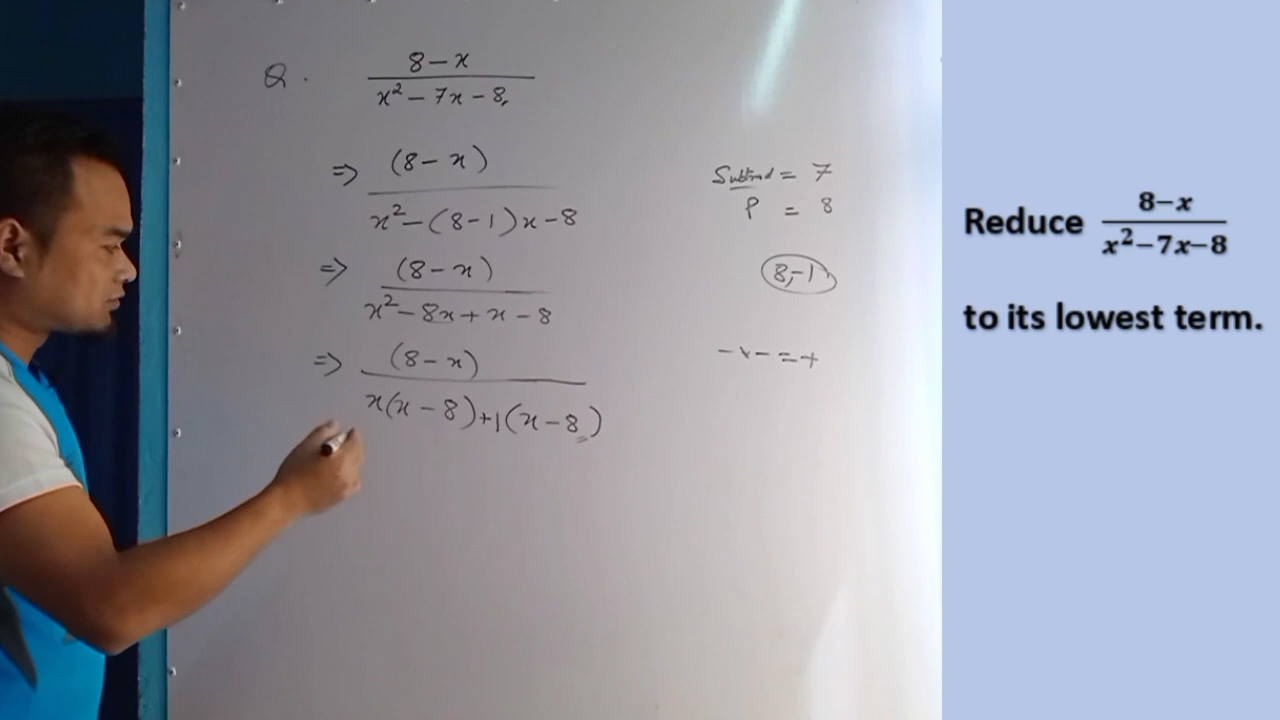 Q. 8-x
x² - 7x - 8
=> (8-x)
x² - (8-1)x - 8
=> (8-x)
x² - 8x + x - 8
=> (8-x)
x(x-8)+1(x-8)
Subtract = 7
P = 8
8,-1
- x - = +
Reduce 8-x
x²-7x-8
to its lowest term.